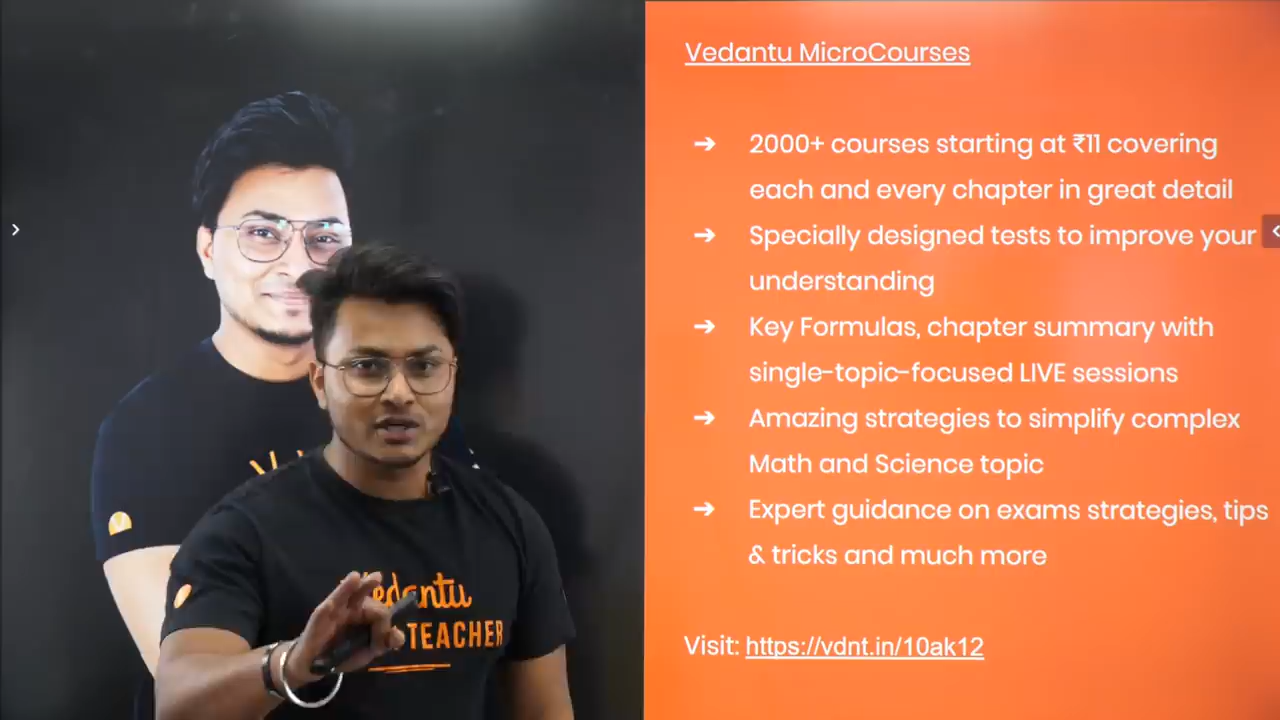 Vedantu MicroCourses
➔ 2000+ courses starting at ₹11 covering
each and every chapter in great detail
➔ Specially designed tests to improve your
understanding
➔ Key Formulas, chapter summary with
single-topic-focused LIVE sessions
➔ Amazing strategies to simplify complex
Math and Science topic
➔ Expert guidance on exams strategies, tips
& tricks and much more
Visit: https://vdnt.in/10ak12
Vedantu
TEACHER